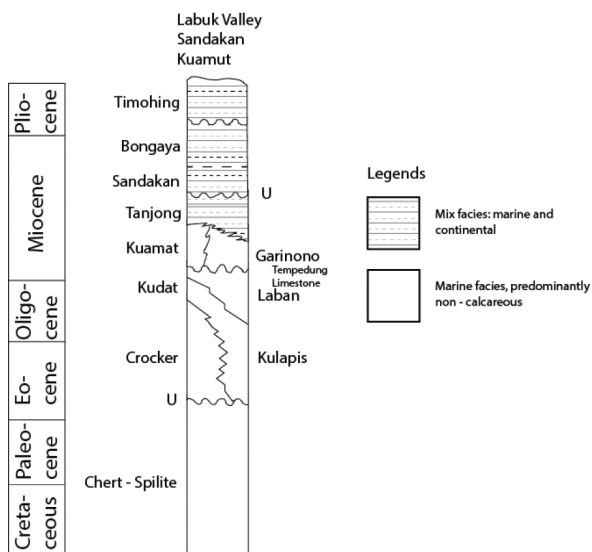 Labuk Valley
Sandakan
Kuamut
Plio-
cene
Miocene
Oligo-
cene
Eo-
cene
Paleo-
cene
Creta-
ceous
Timohing
Bongaya
Sandakan
U
Tanjong
Kuamat
Garinono
Tempedung
Limestone
Kudat
Laban
Crocker
Kulapis
U
Chert - Spilite
Legends
Mix facies: marine and
continental
Marine facies, predominantly
non - calcareous